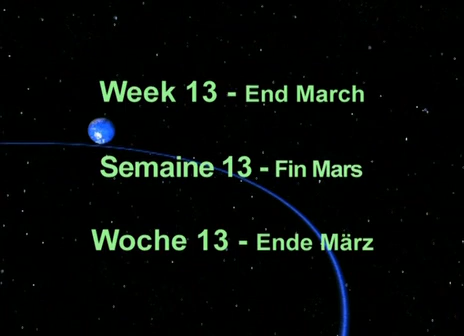 Week 13 - End March
Semaine 13 - Fin Mars
Woche 13 - Ende März